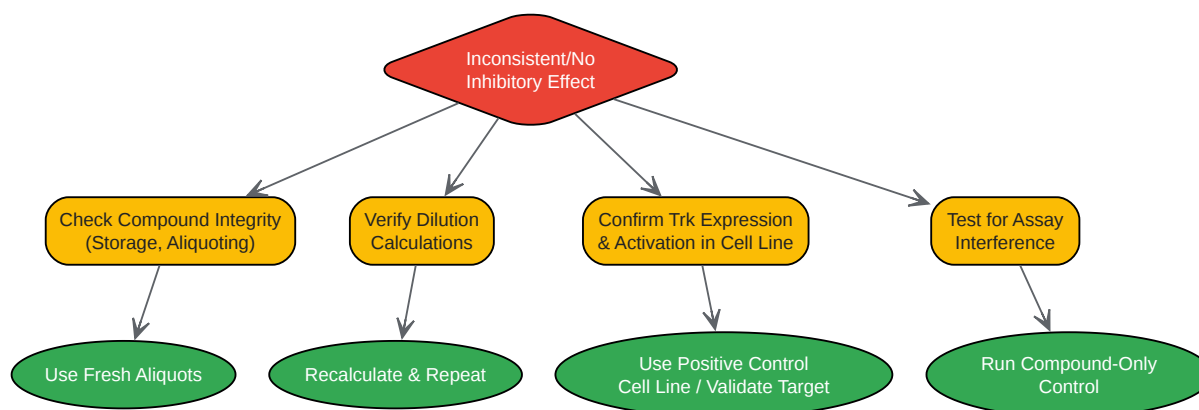 Inconsistent/No
Inhibitory Effect
Check Compound Integrity
(Storage, Aliquoting)
Verify Dilution
Calculations
Confirm Trk Expression
& Activation in Cell Line
Test for Assay
Interference
Use Fresh Aliquots
Recalculate & Repeat
Use Positive Control
Cell Line / Validate Target
Run Compound-Only
Control